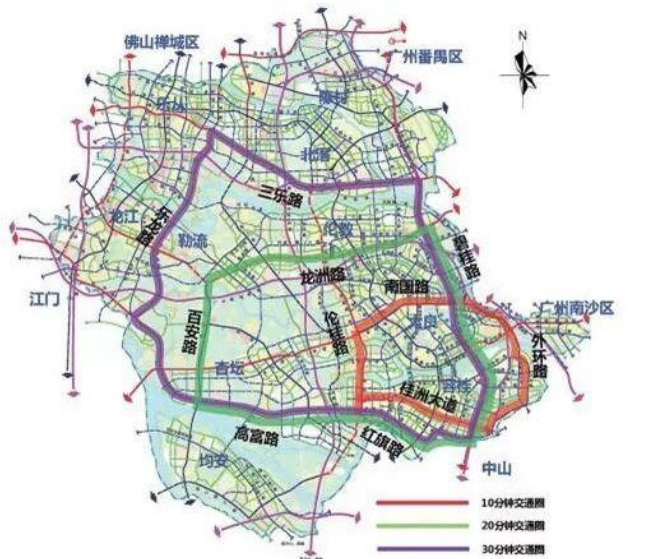 N
佛山禅城区
广州番禺区
乐从
陈村
北滘
三乐路
龙江
乐龙路
勒流
伦教
碧桂路
龙洲路
南国路
江门
广州南沙区
百安路
伦桂路
大良
外环路
杏坛
容桂
桂洲大道
高富路
红旗路
均安
中山
10分钟交通圈
20分钟交通圈
30分钟交通圈